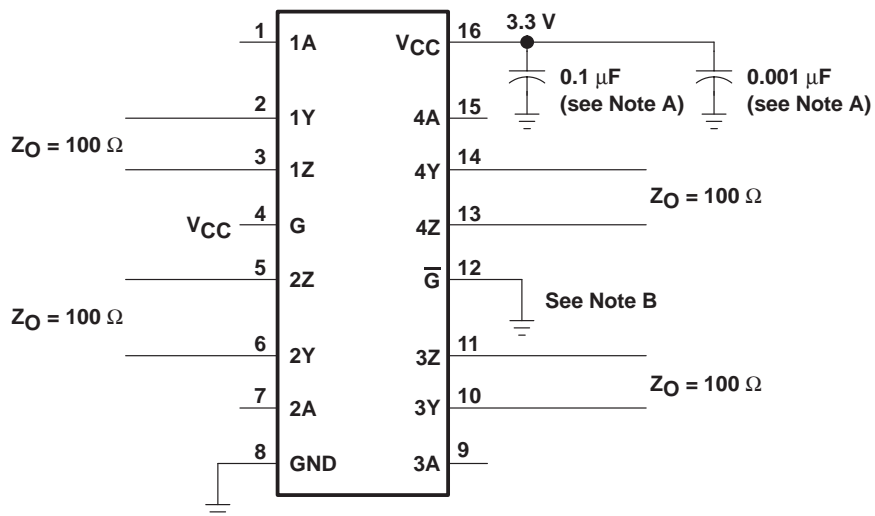 3.3 V
1 1A VCC 16
0.1 µF
(see Note A)
0.001 µF
(see Note A)
2 1Y 4A 15
ZO = 100 Ω
3 1Z 4Y 14
ZO = 100 Ω
VCC 4 G 4Z 13
5 2Z G̅ 12
See Note B
ZO = 100 Ω
6 2Y 3Z 11
ZO = 100 Ω
7 2A 3Y 10
8 GND 3A 9